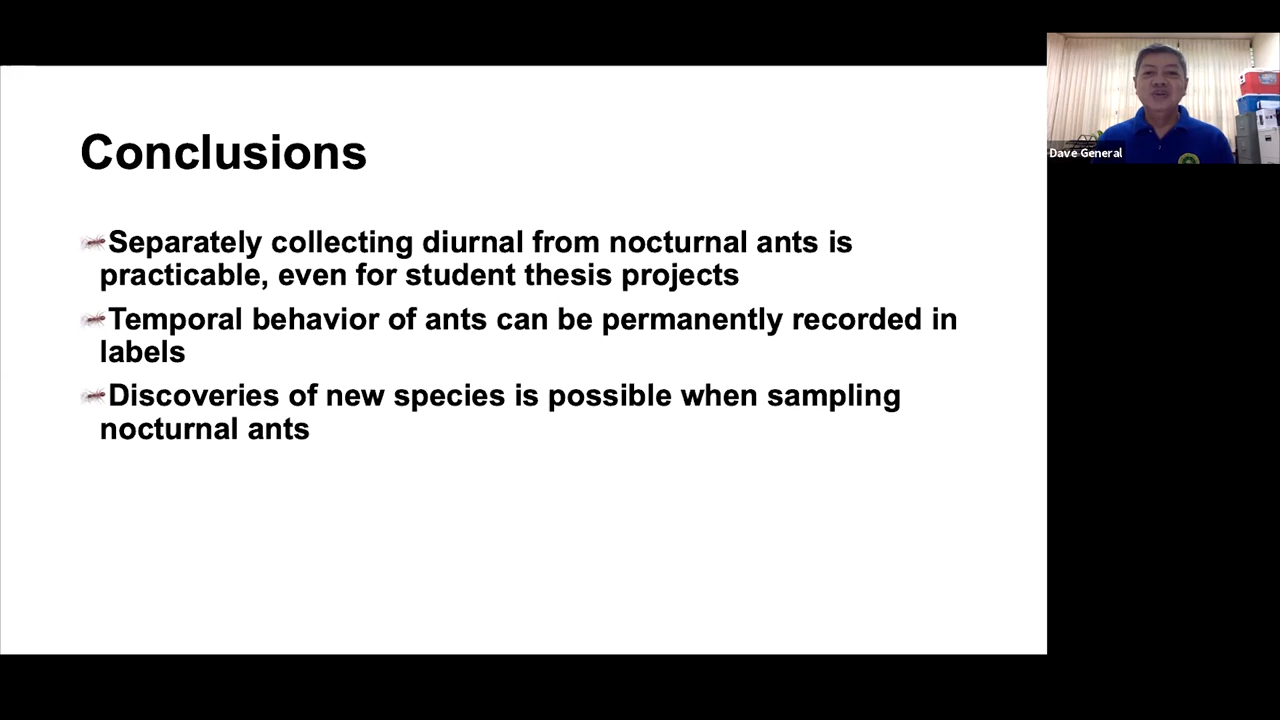 Conclusions
Separately collecting diurnal from nocturnal ants is
practicable, even for student thesis projects
Temporal behavior of ants can be permanently recorded in
labels
Discoveries of new species is possible when sampling
nocturnal ants
Dave General